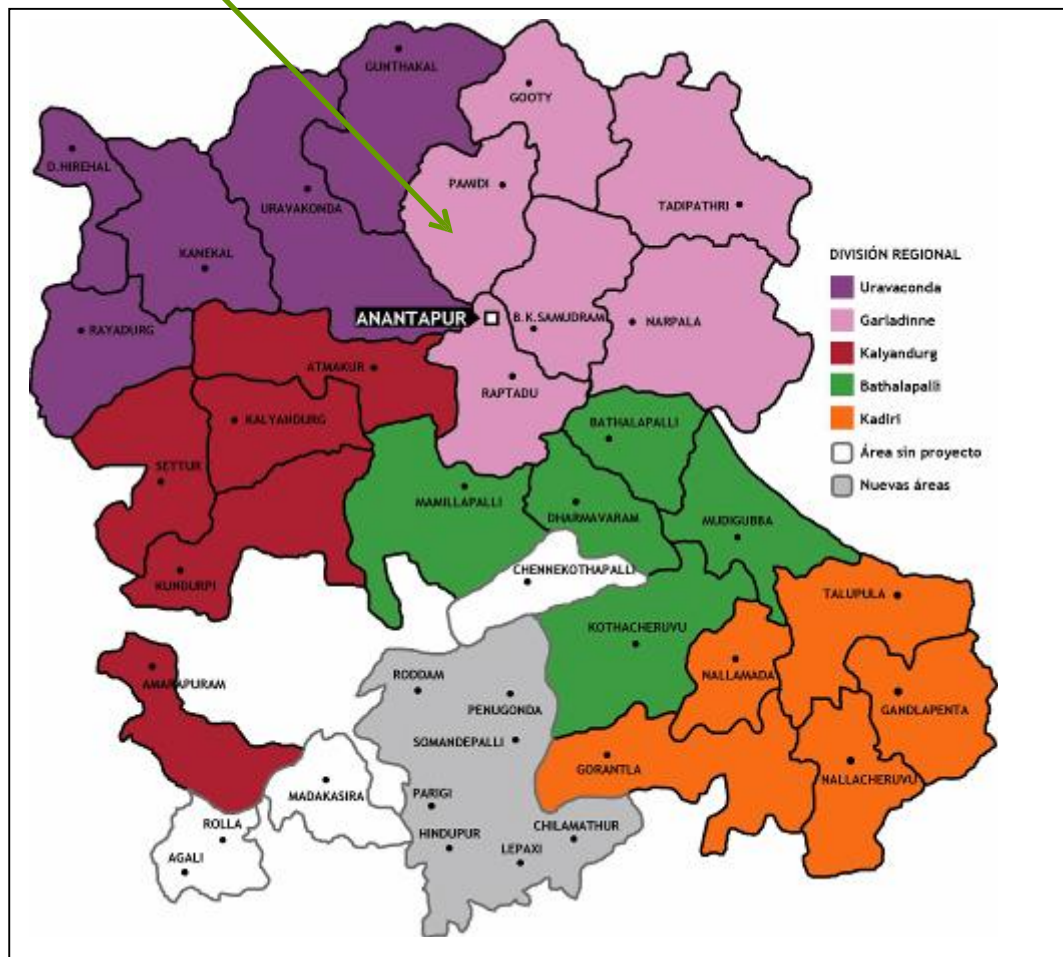 GUNTHAKAL
GOOTY
D.HIREHAL
PAMIDI
URAVAKONDA
TADIPATHRI
KANEKAL
DIVISIÓN REGIONAL
Uravaconda
Garladinne
Kalyandurg
Bathalapalli
Kadiri
Área sin proyecto
Nuevas áreas
RAYADURG
ANANTAPUR
B.K.SAMUDRAM
NARPALA
ATMAKUR
RAPTADU
KALYANDURG
BATHALAPALLI
SETTUR
MAMILLAPALLI
DHARMAVARAM
MUDIGUBBA
KUNDURPI
CHENNEKOTHAPALLI
TALUPULA
KOTHACHERUVU
AMARAPURAM
RODDAM
NALLAMADA
PENUGONDA
GANDLAPENTA
SOMANDEPALLI
GORANTLA
NALLACHERUVU
MADAKASIRA
PARIGI
ROLLA
HINDUPUR
CHILAMATHUR
LEPAXI
AGALI